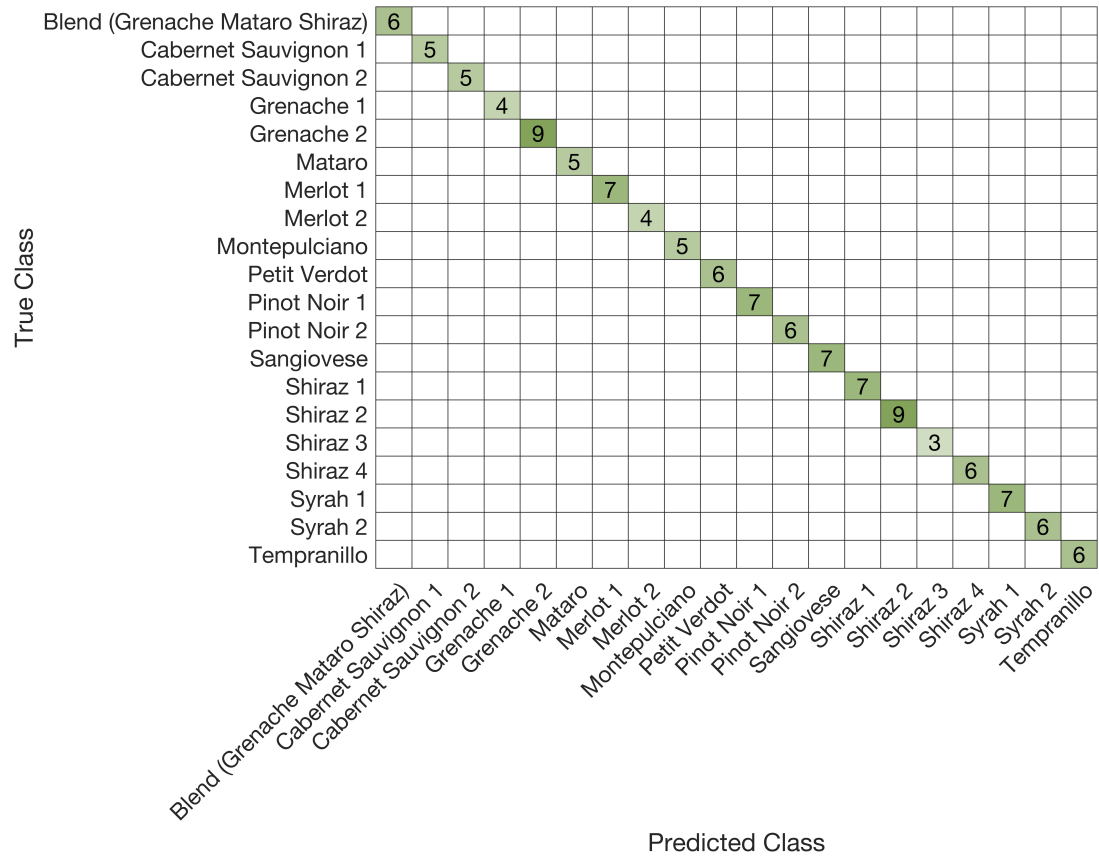 Blend (Grenache Mataro Shiraz) 6
Cabernet Sauvignon 1 5
Cabernet Sauvignon 2 5
Grenache 1 4
Grenache 2 9
Mataro 5
Merlot 1 7
Merlot 2 4
Montepulciano 5
Petit Verdot 6
Pinot Noir 1 7
Pinot Noir 2 6
Sangiovese 7
Shiraz 1 7
Shiraz 2 9
Shiraz 3 3
Shiraz 4 6
Syrah 1 7
Syrah 2 6
Tempranillo 6
True Class
Blend (Grenache Mataro Shiraz)
Cabernet Sauvignon 1
Cabernet Sauvignon 2
Grenache 1
Grenache 2
Mataro
Merlot 1
Merlot 2
Montepulciano
Petit Verdot
Pinot Noir 1
Pinot Noir 2
Sangiovese
Shiraz 1
Shiraz 2
Shiraz 3
Shiraz 4
Syrah 1
Syrah 2
Tempranillo
Predicted Class